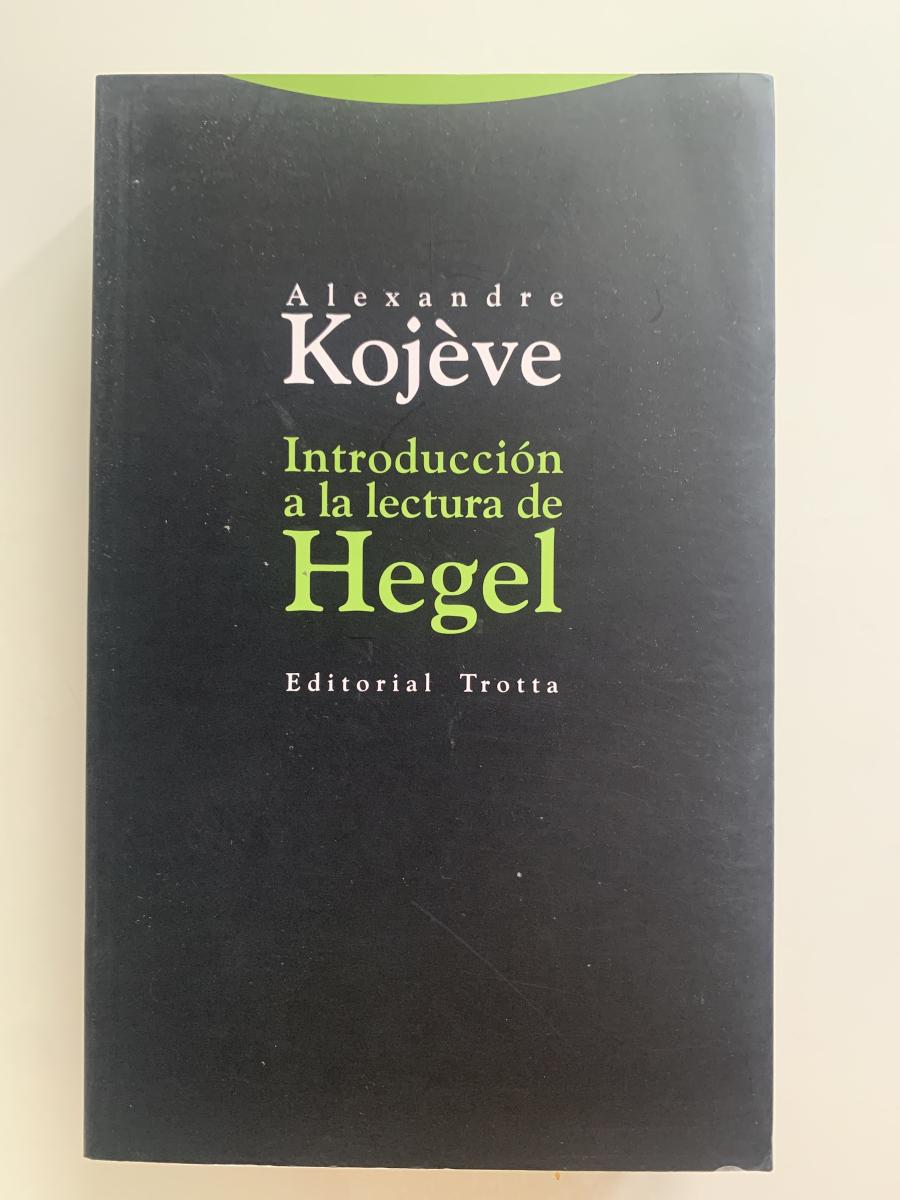 Alexandre
Kojève
Introducción
a la lectura de
Hegel
Editorial Trotta